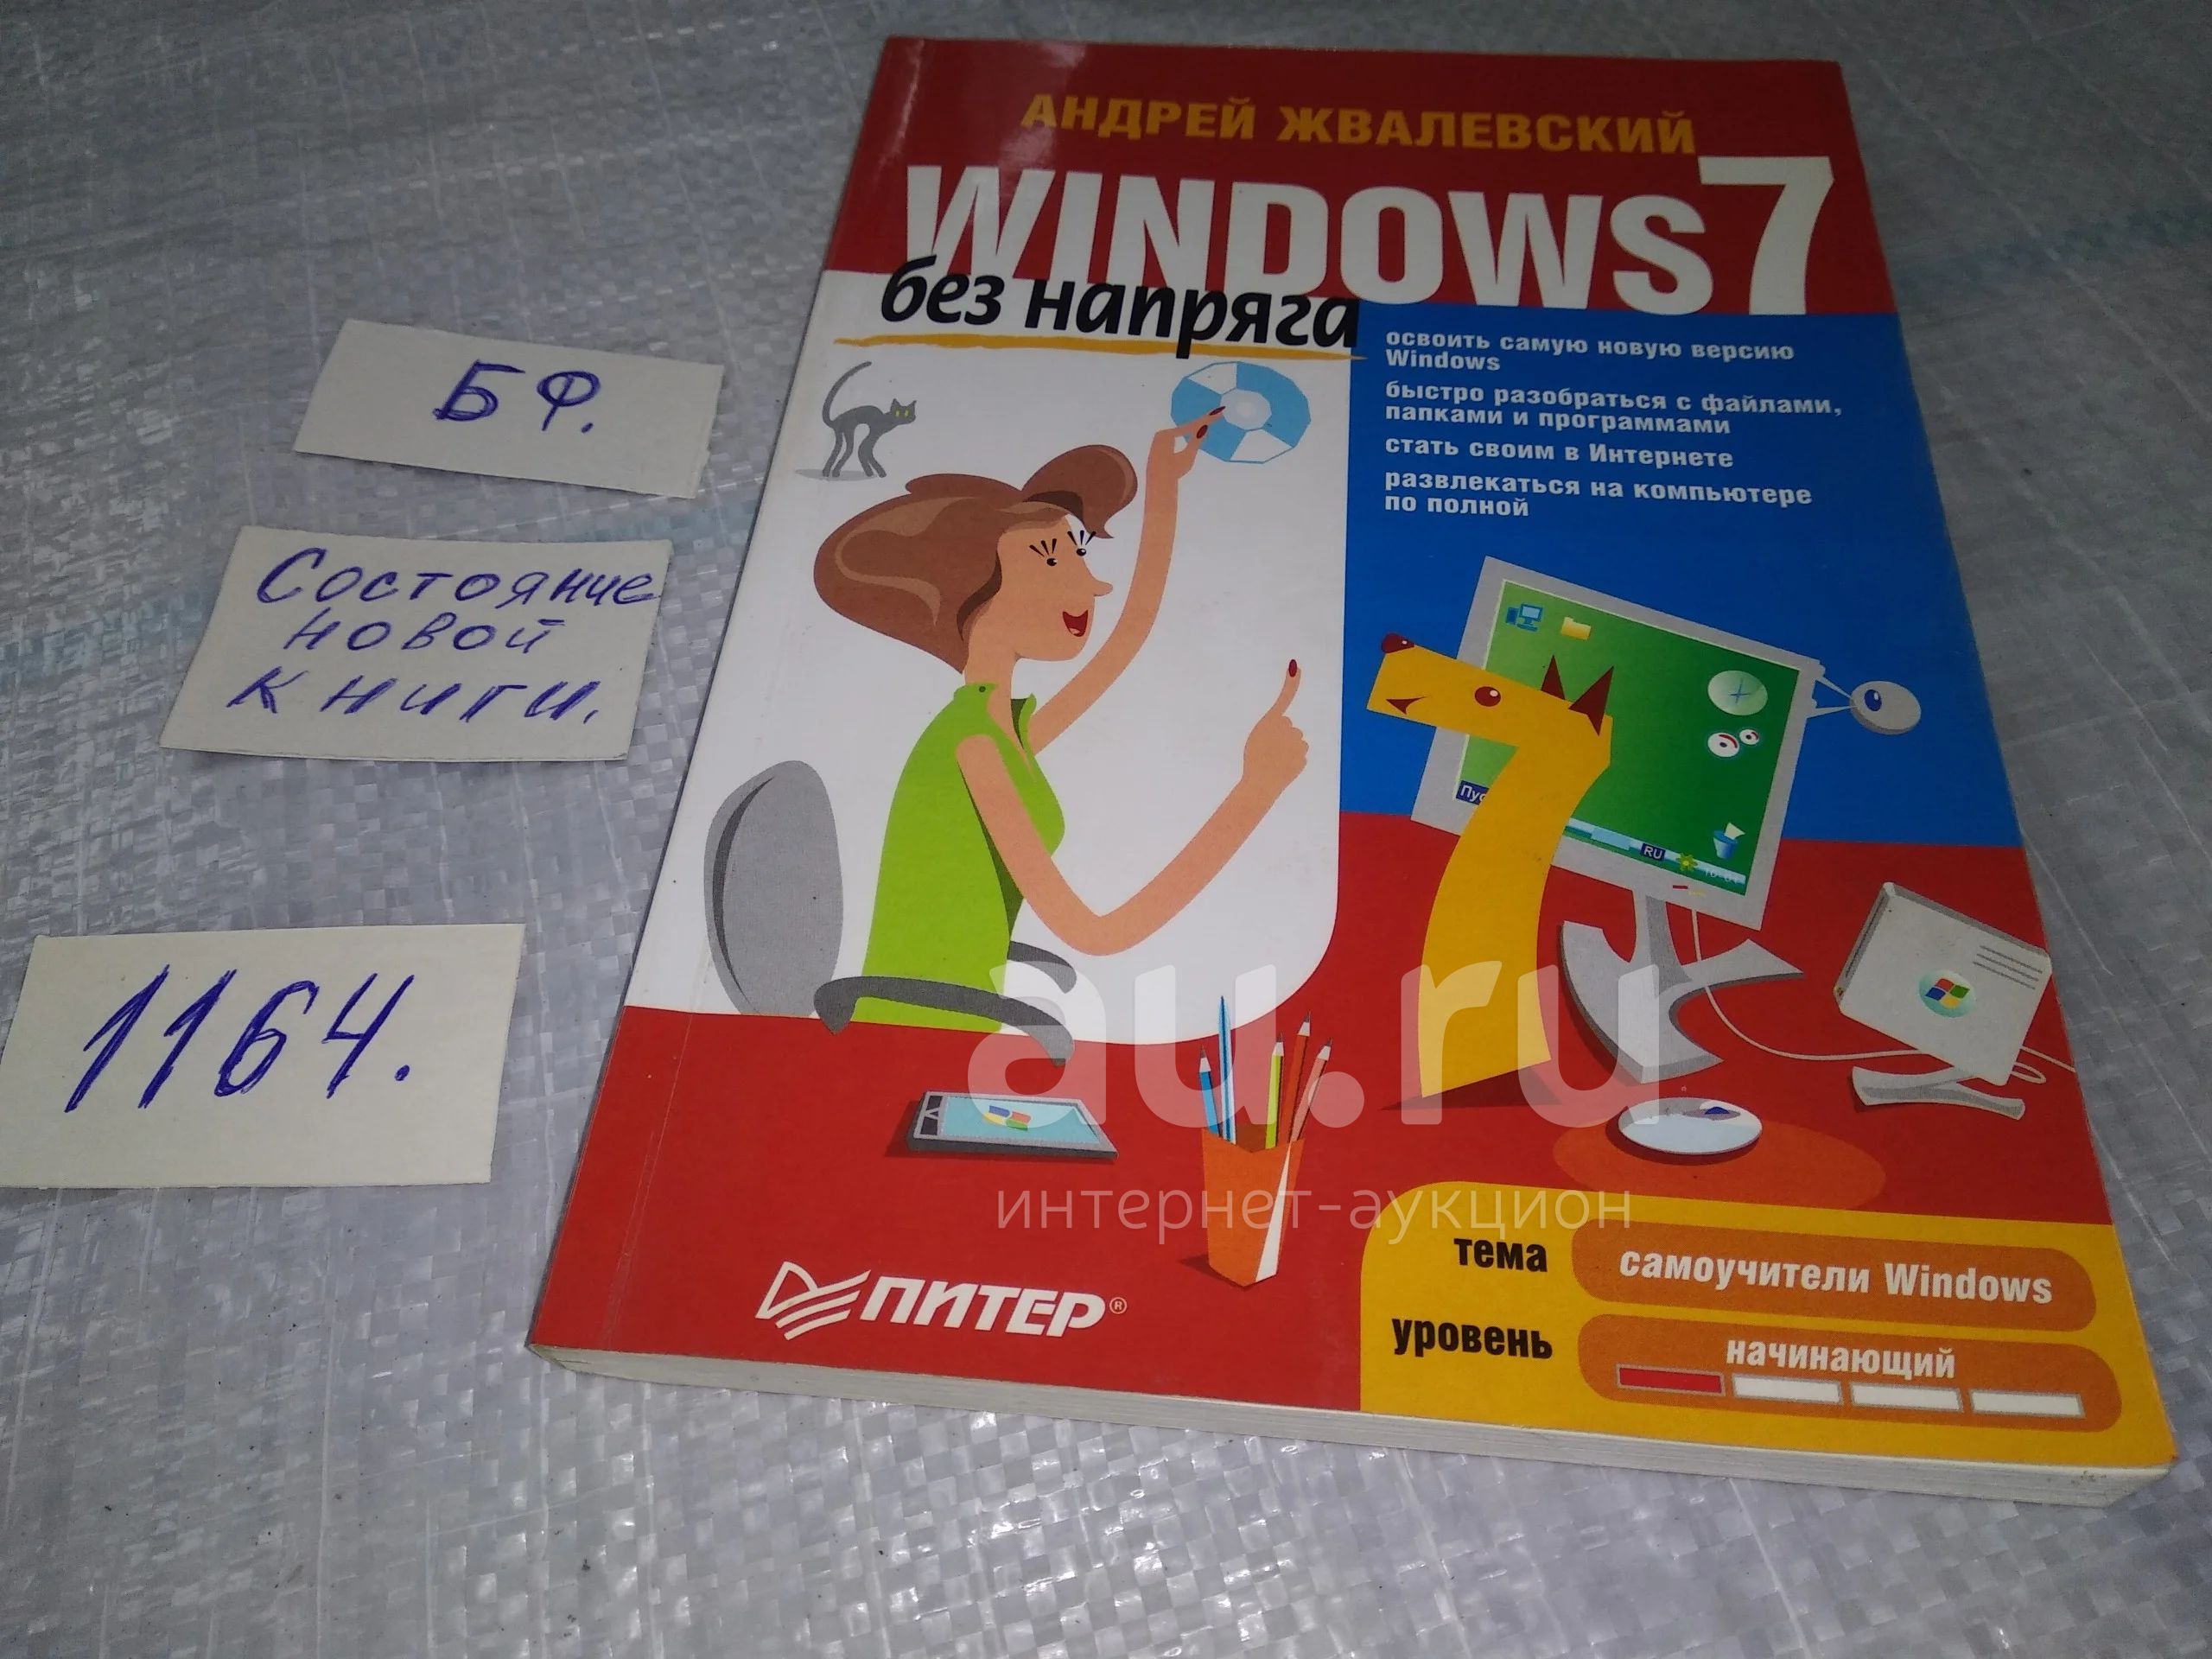 БФ.
Состояние
новой
книги.
1164.
АНДРЕЙ ЖВАЛЕВСКИЙ
WINDOWS 7
без напряга
освоить самую новую версию
Windows
быстро разобраться с файлами,
папками и программами
стать своим в Интернете
развлекаться на компьютере
по полной
Пус
RU
au.ru
интернет-аукцион
ПИТЕР®
тема
самоучители Windows
уровень
начинающий